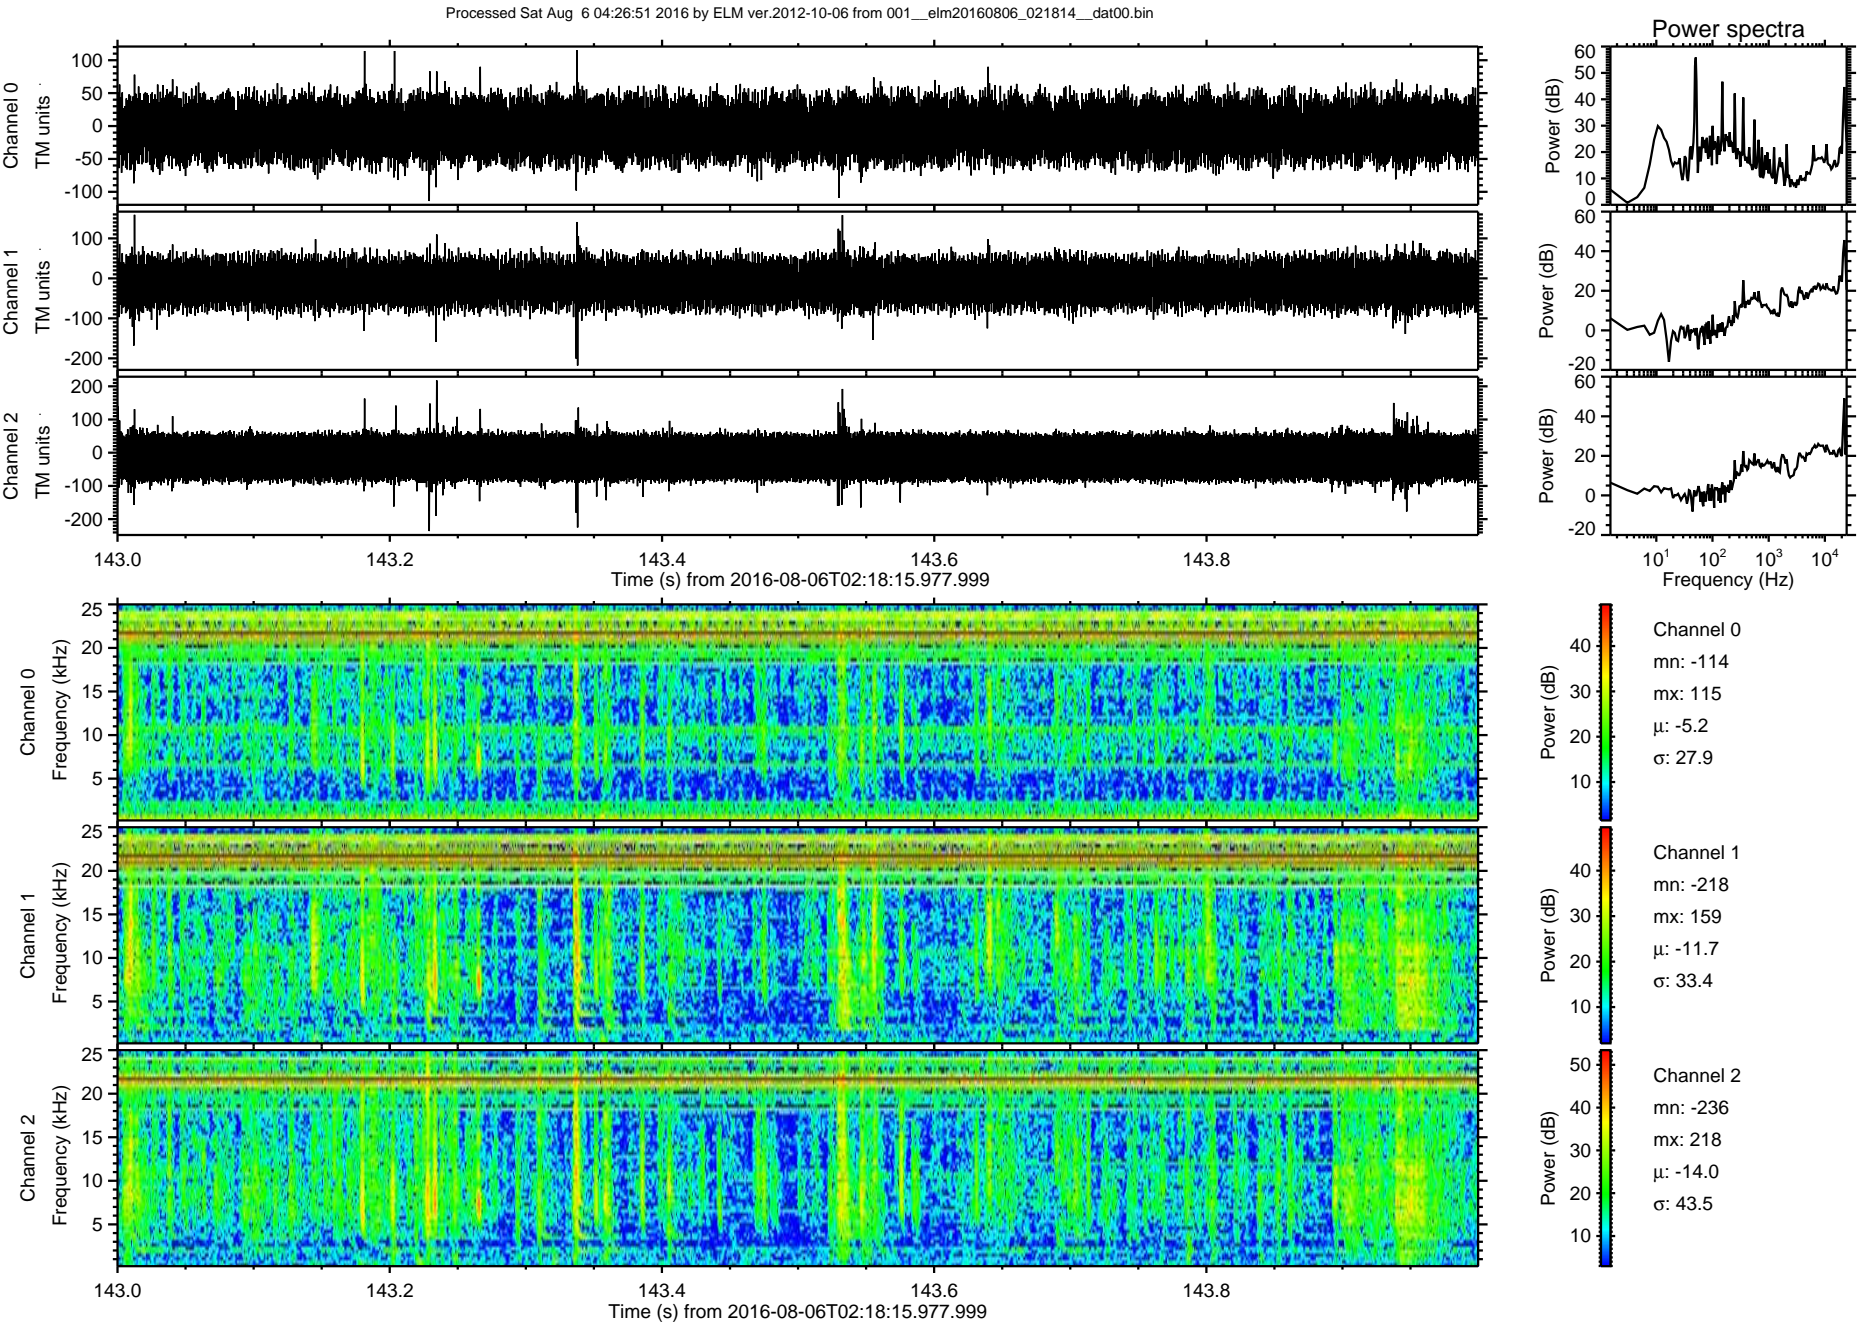 Processed Sat Aug  6 04:26:51 2016 by ELM ver.2012-10-06 from 001__elm20160806_021814__dat00.bin
Power spectra
Channel 0
TM units
100
50
0
-50
-100
Power (dB)
60
50
40
30
20
10
0
Channel 1
TM units
100
0
-100
-200
Power (dB)
60
40
20
0
-20
Channel 2
TM units
200
100
0
-100
-200
Power (dB)
60
40
20
0
-20
143.0 143.2 143.4 143.6 143.8
Time (s) from 2016-08-06T02:18:15.977.999
10¹ 10² 10³ 10⁴
Frequency (Hz)
Channel 0
Frequency (kHz)
25
20
15
10
5
Power (dB)
40
30
20
10
Channel 0
mn: -114
mx: 115
μ: -5.2
σ: 27.9
Channel 1
Frequency (kHz)
25
20
15
10
5
Power (dB)
40
30
20
10
Channel 1
mn: -218
mx: 159
μ: -11.7
σ: 33.4
Channel 2
Frequency (kHz)
25
20
15
10
5
Power (dB)
50
40
30
20
10
Channel 2
mn: -236
mx: 218
μ: -14.0
σ: 43.5
143.0 143.2 143.4 143.6 143.8
Time (s) from 2016-08-06T02:18:15.977.999